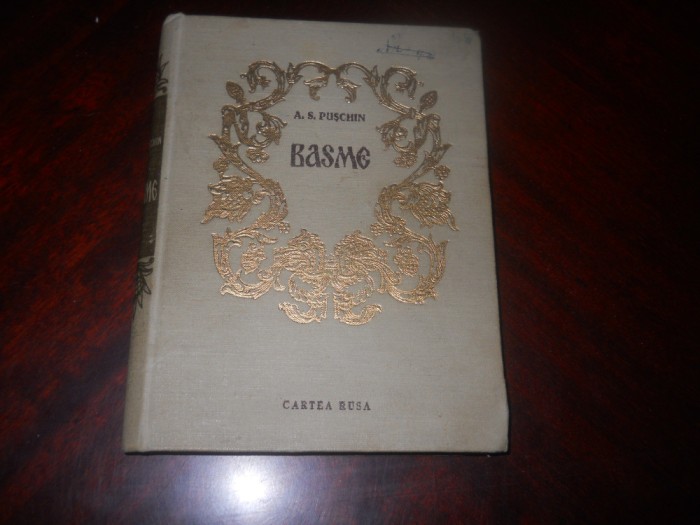 A. S. PUȘCHIN
BASME
CARTEA RUSA